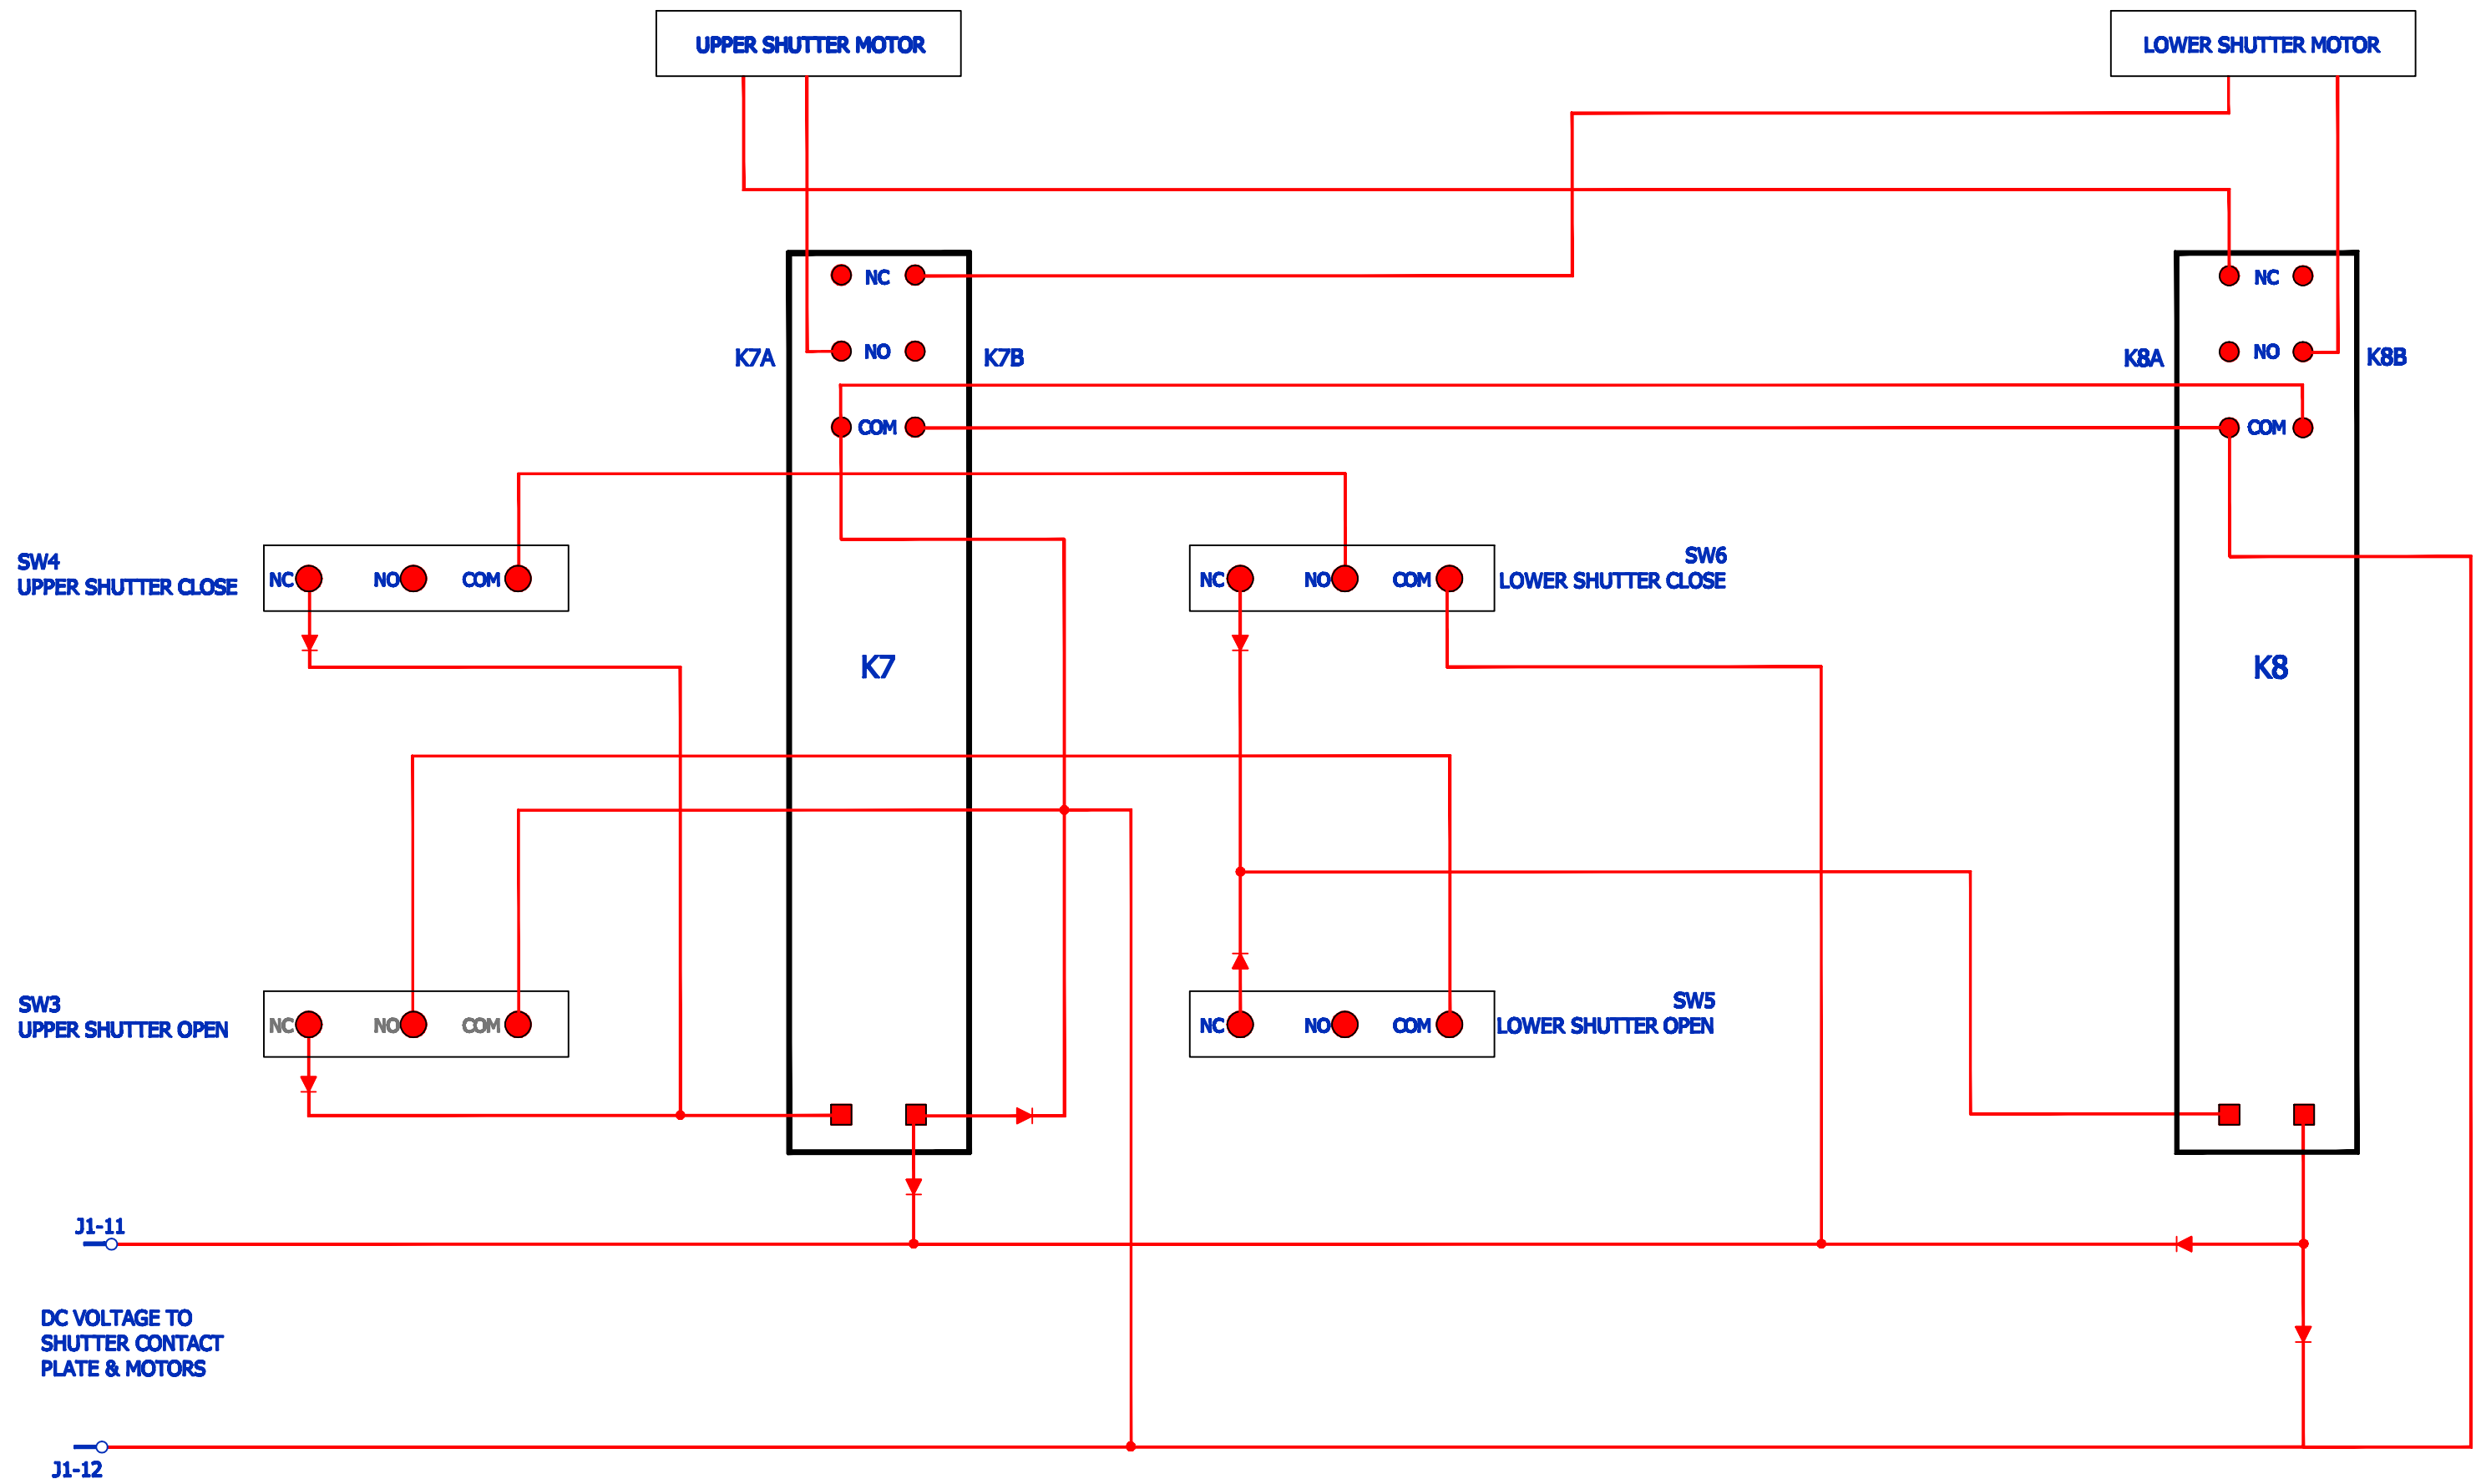 UPPER SHUTTER MOTOR
LOWER SHUTTER MOTOR
NC
NC
K7A
NO
K7B
K8A
NO
K8B
COM
COM
SW4
UPPER SHUTTER CLOSE
NC
NO
COM
NC
NO
COM
SW6
LOWER SHUTTER CLOSE
K7
K8
SW3
UPPER SHUTTER OPEN
NC
NO
COM
NC
NO
COM
SW5
LOWER SHUTTER OPEN
J1-11
DC VOLTAGE TO
SHUTTER CONTACT
PLATE & MOTORS
J1-12